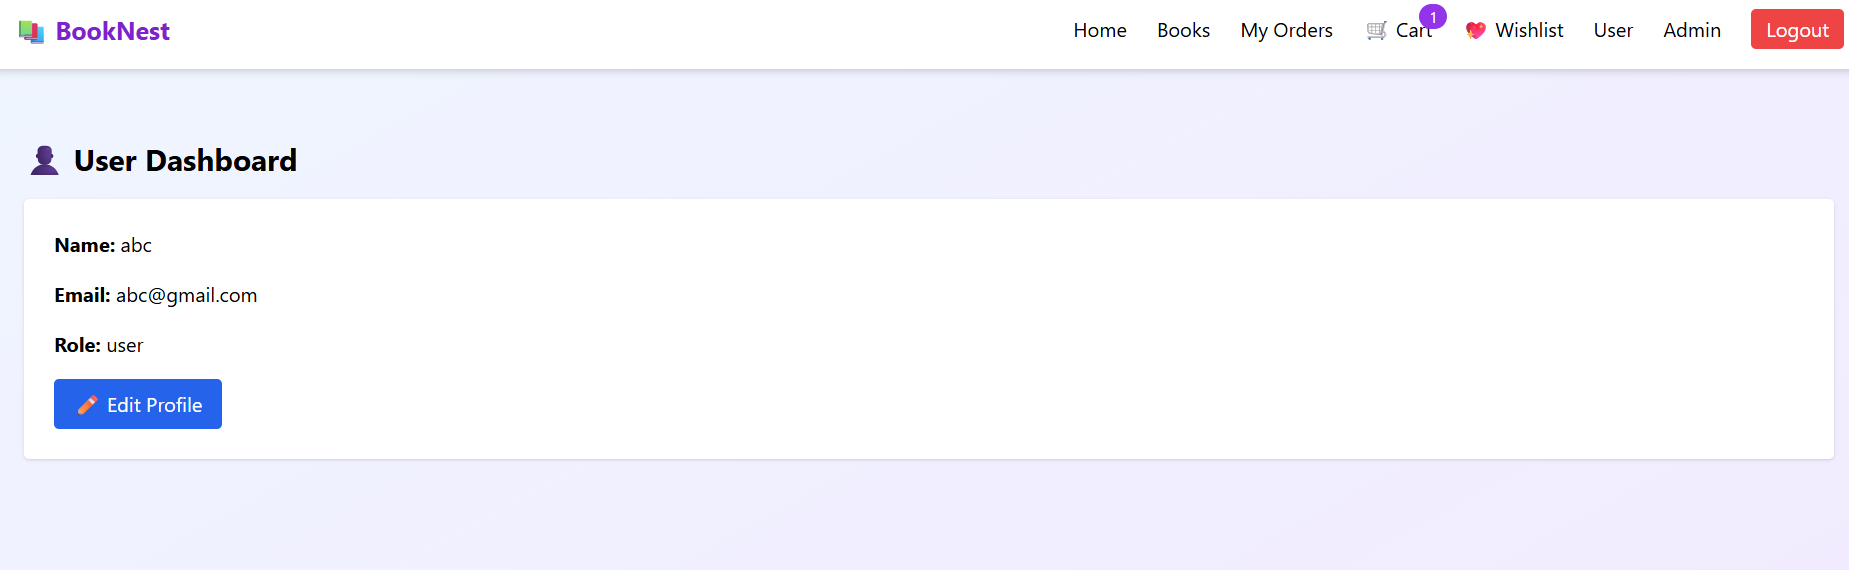 BookNest
Home Books My Orders Cart 1 Wishlist User Admin Logout
User Dashboard
Name: abc
Email: abc@gmail.com
Role: user
Edit Profile